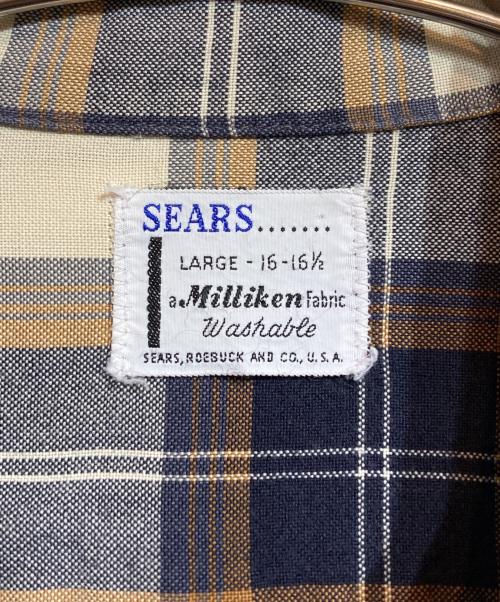 SEARS.......
LARGE - 16-16½
a Milliken Fabric
Washable
SEARS, ROEBUCK AND CO., U.S.A.